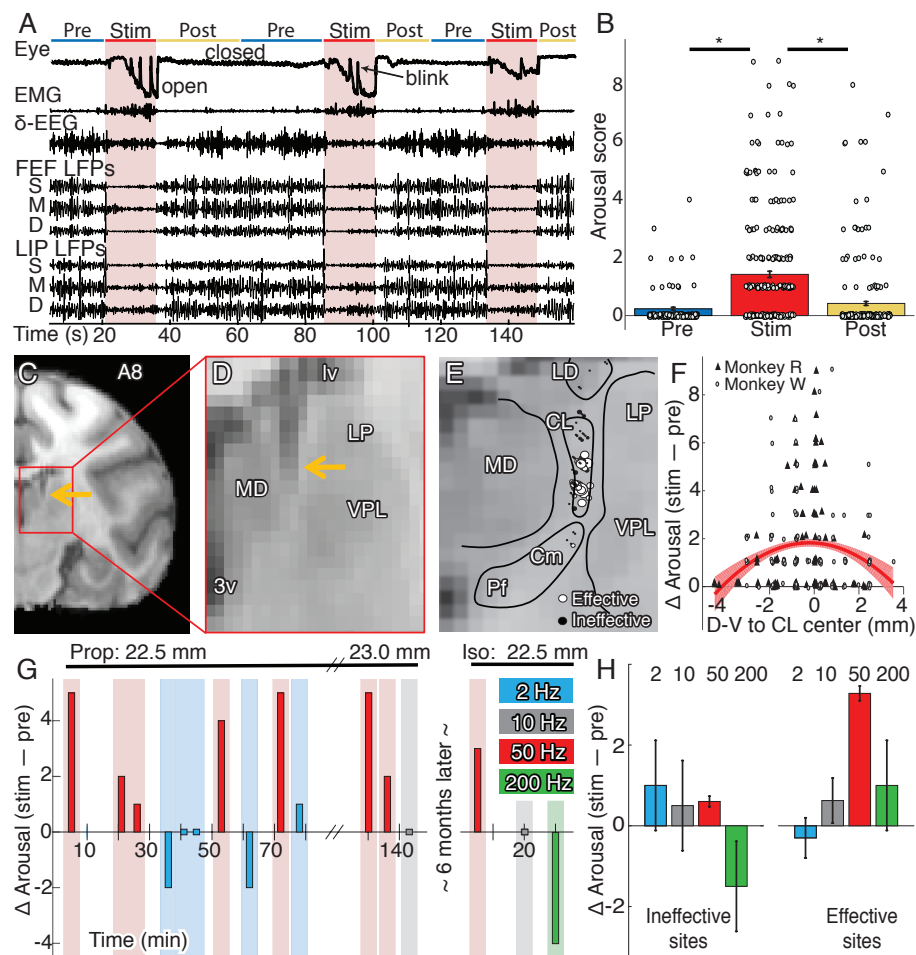 A
Pre Stim Post Pre Stim Post Pre Stim Post
Eye
closed
open
blink
EMG
δ-EEG
FEF LFPs
S
M
D
LIP LFPs
S
M
D
Time (s) 20 40 60 80 100 120 140
B
* *
Arousal score
8
6
4
2
0
Pre Stim Post
C
A8
D
lv
LP
MD
VPL
3v
E
LD
CL
LP
MD
VPL
Cm
Pf
Effective
Ineffective
F
Monkey R
Monkey W
Δ Arousal (stim — pre)
8
6
4
2
0
-4 -2 0 2 4
D-V to CL center (mm)
G
Prop: 22.5 mm // 23.0 mm
Iso: 22.5 mm
2 Hz
10 Hz
50 Hz
200 Hz
Δ Arousal (stim — pre)
4
2
0
-2
-4
10 30 50 70 // 140
~ 6 months later ~
20
Time (min)
H
2 10 50 200 2 10 50 200
Δ Arousal (stim — pre)
2
0
-2
Ineffective sites
Effective sites